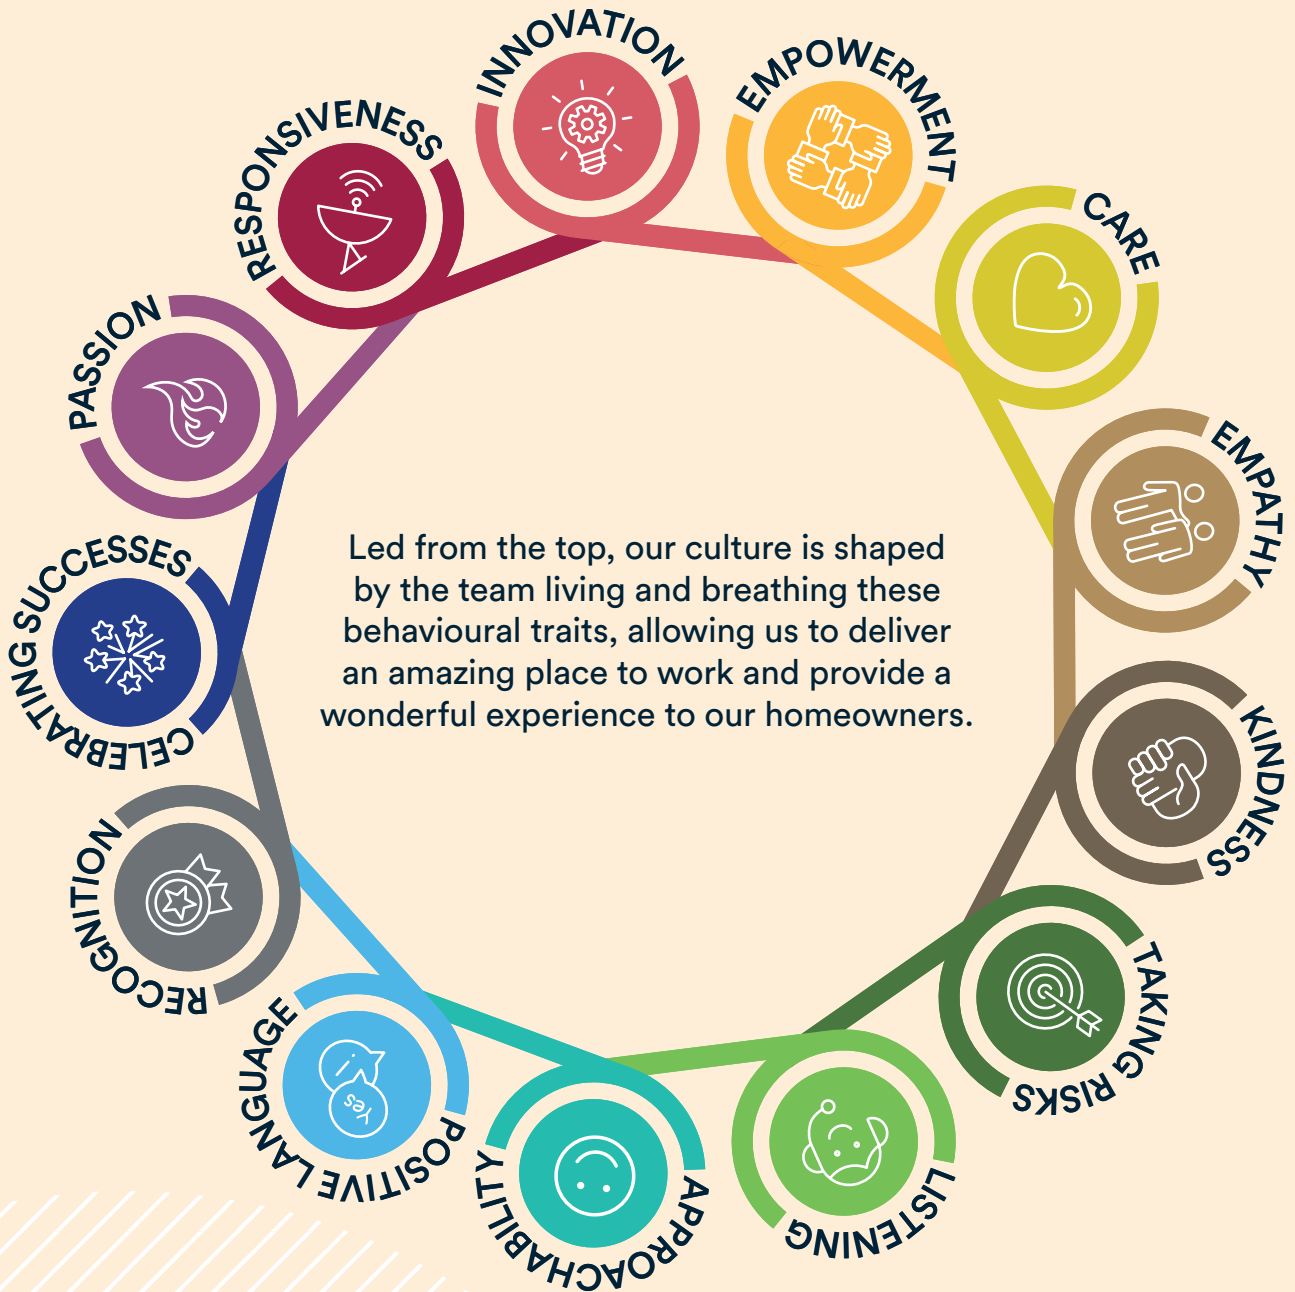 INNOVATION
EMPOWERMENT
CARE
EMPATHY
KINDNESS
TAKING RISKS
LISTENING
APPROACHABILITY
POSITIVE LANGUAGE
Yes
RECOGNITION
CELEBRATING SUCCESSES
PASSION
RESPONSIVENESS
Led from the top, our culture is shaped
by the team living and breathing these
behavioural traits, allowing us to deliver
an amazing place to work and provide a
wonderful experience to our homeowners.